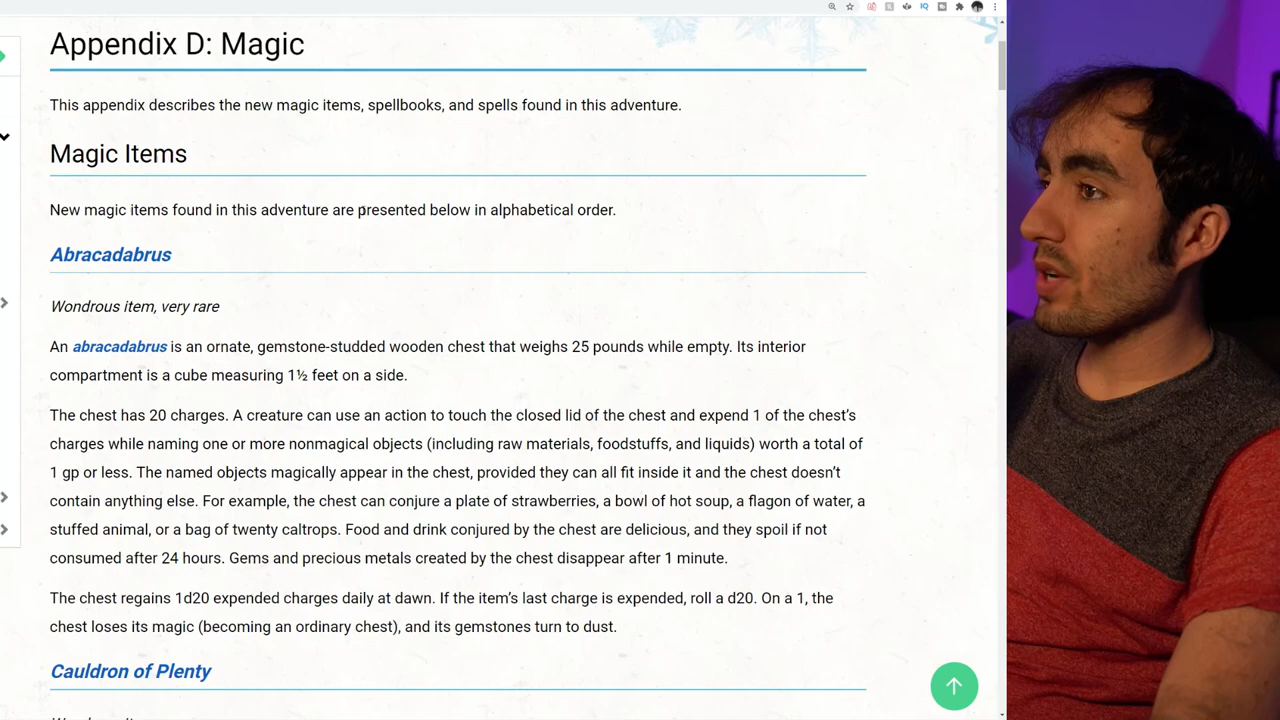 Appendix D: Magic
This appendix describes the new magic items, spellbooks, and spells found in this adventure.
Magic Items
New magic items found in this adventure are presented below in alphabetical order.
Abracadabrus
Wondrous item, very rare
An abracadabrus is an ornate, gemstone-studded wooden chest that weighs 25 pounds while empty. Its interior
compartment is a cube measuring 1½ feet on a side.
The chest has 20 charges. A creature can use an action to touch the closed lid of the chest and expend 1 of the chest's
charges while naming one or more nonmagical objects (including raw materials, foodstuffs, and liquids) worth a total of
1 gp or less. The named objects magically appear in the chest, provided they can all fit inside it and the chest doesn't
contain anything else. For example, the chest can conjure a plate of strawberries, a bowl of hot soup, a flagon of water, a
stuffed animal, or a bag of twenty caltrops. Food and drink conjured by the chest are delicious, and they spoil if not
consumed after 24 hours. Gems and precious metals created by the chest disappear after 1 minute.
The chest regains 1d20 expended charges daily at dawn. If the item's last charge is expended, roll a d20. On a 1, the
chest loses its magic (becoming an ordinary chest), and its gemstones turn to dust.
Cauldron of Plenty